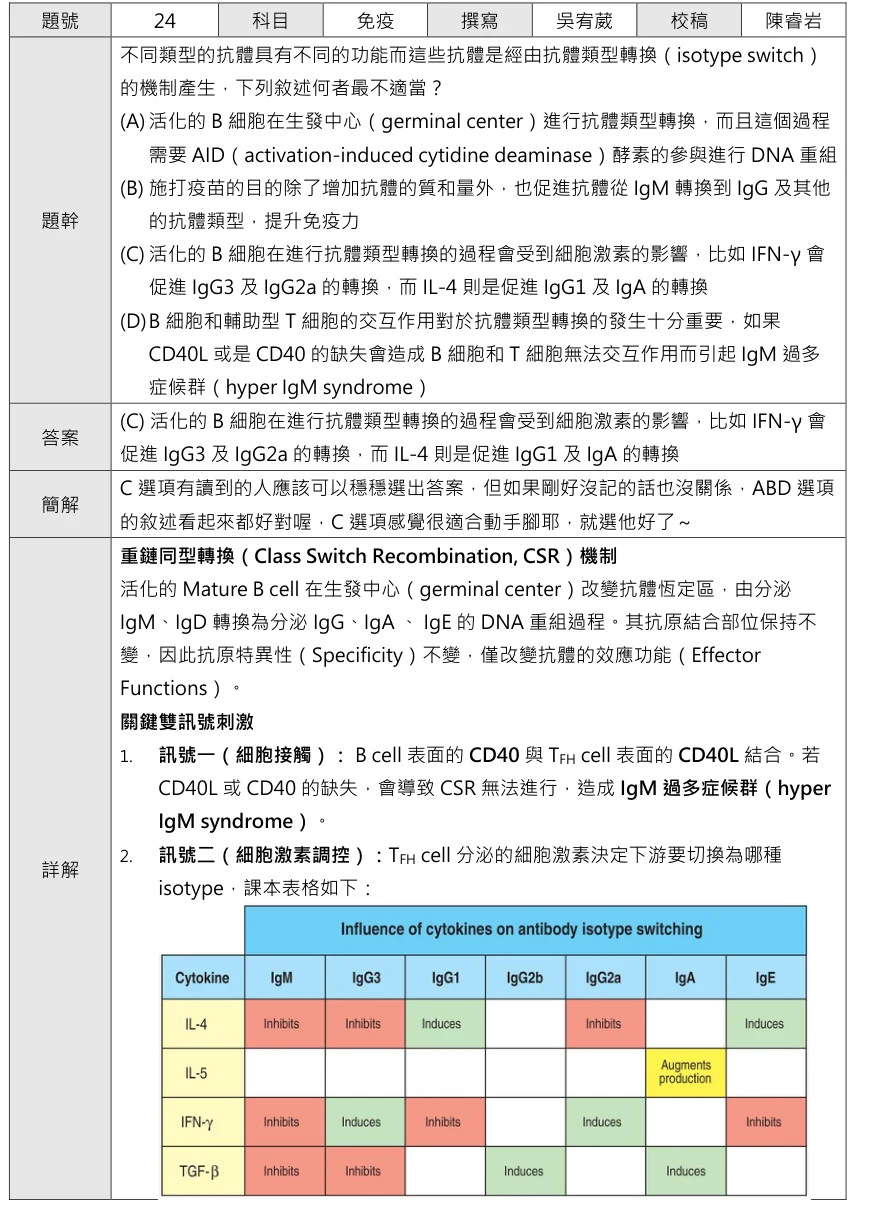 題號 24 科目 免疫 撰寫 吳宥葳 校稿 陳睿岩
題幹
不同類型的抗體具有不同的功能而這些抗體是經由抗體類型轉換（isotype switch）
的機制產生，下列敘述何者最不適當？
(A) 活化的 B 細胞在生發中心（germinal center）進行抗體類型轉換，而且這個過程
需要 AID（activation-induced cytidine deaminase）酵素的參與進行 DNA 重組
(B) 施打疫苗的目的除了增加抗體的質和量外，也促進抗體從 IgM 轉換到 IgG 及其他
的抗體類型，提升免疫力
(C) 活化的 B 細胞在進行抗體類型轉換的過程會受到細胞激素的影響，比如 IFN-γ 會
促進 IgG3 及 IgG2a 的轉換，而 IL-4 則是促進 IgG1 及 IgA 的轉換
(D) B 細胞和輔助型 T 細胞的交互作用對於抗體類型轉換的發生十分重要，如果
CD40L 或是 CD40 的缺失會造成 B 細胞和 T 細胞無法交互作用而引起 IgM 過多
症候群（hyper IgM syndrome）
答案
(C) 活化的 B 細胞在進行抗體類型轉換的過程會受到細胞激素的影響，比如 IFN-γ 會
促進 IgG3 及 IgG2a 的轉換，而 IL-4 則是促進 IgG1 及 IgA 的轉換
簡解
C 選項有讀到的人應該可以穩穩選出答案，但如果剛好沒記的話也沒關係，ABD 選項
的敘述看起來都好對喔，C 選項感覺很適合動手腳耶，就選他好了~
詳解
重鏈同型轉換（Class Switch Recombination, CSR）機制
活化的 Mature B cell 在生發中心（germinal center）改變抗體恆定區，由分泌
IgM、IgD 轉換為分泌 IgG、IgA 、 IgE 的 DNA 重組過程。其抗原結合部位保持不
變，因此抗原特異性（Specificity）不變，僅改變抗體的效應功能（Effector
Functions）。
關鍵雙訊號刺激
1. 訊號一（細胞接觸）： B cell 表面的 CD40 與 TFH cell 表面的 CD40L 結合。若
CD40L 或 CD40 的缺失，會導致 CSR 無法進行，造成 IgM 過多症候群（hyper
IgM syndrome）。
2. 訊號二（細胞激素調控）：TFH cell 分泌的細胞激素決定下游要切換為哪種
isotype，課本表格如下：
Influence of cytokines on antibody isotype switching
Cytokine IgM IgG3 IgG1 IgG2b IgG2a IgA IgE
IL-4 Inhibits Inhibits Induces Inhibits Induces
IL-5 Augments production
IFN-γ Inhibits Induces Inhibits Induces Inhibits
TGF-β Inhibits Inhibits Induces Induces